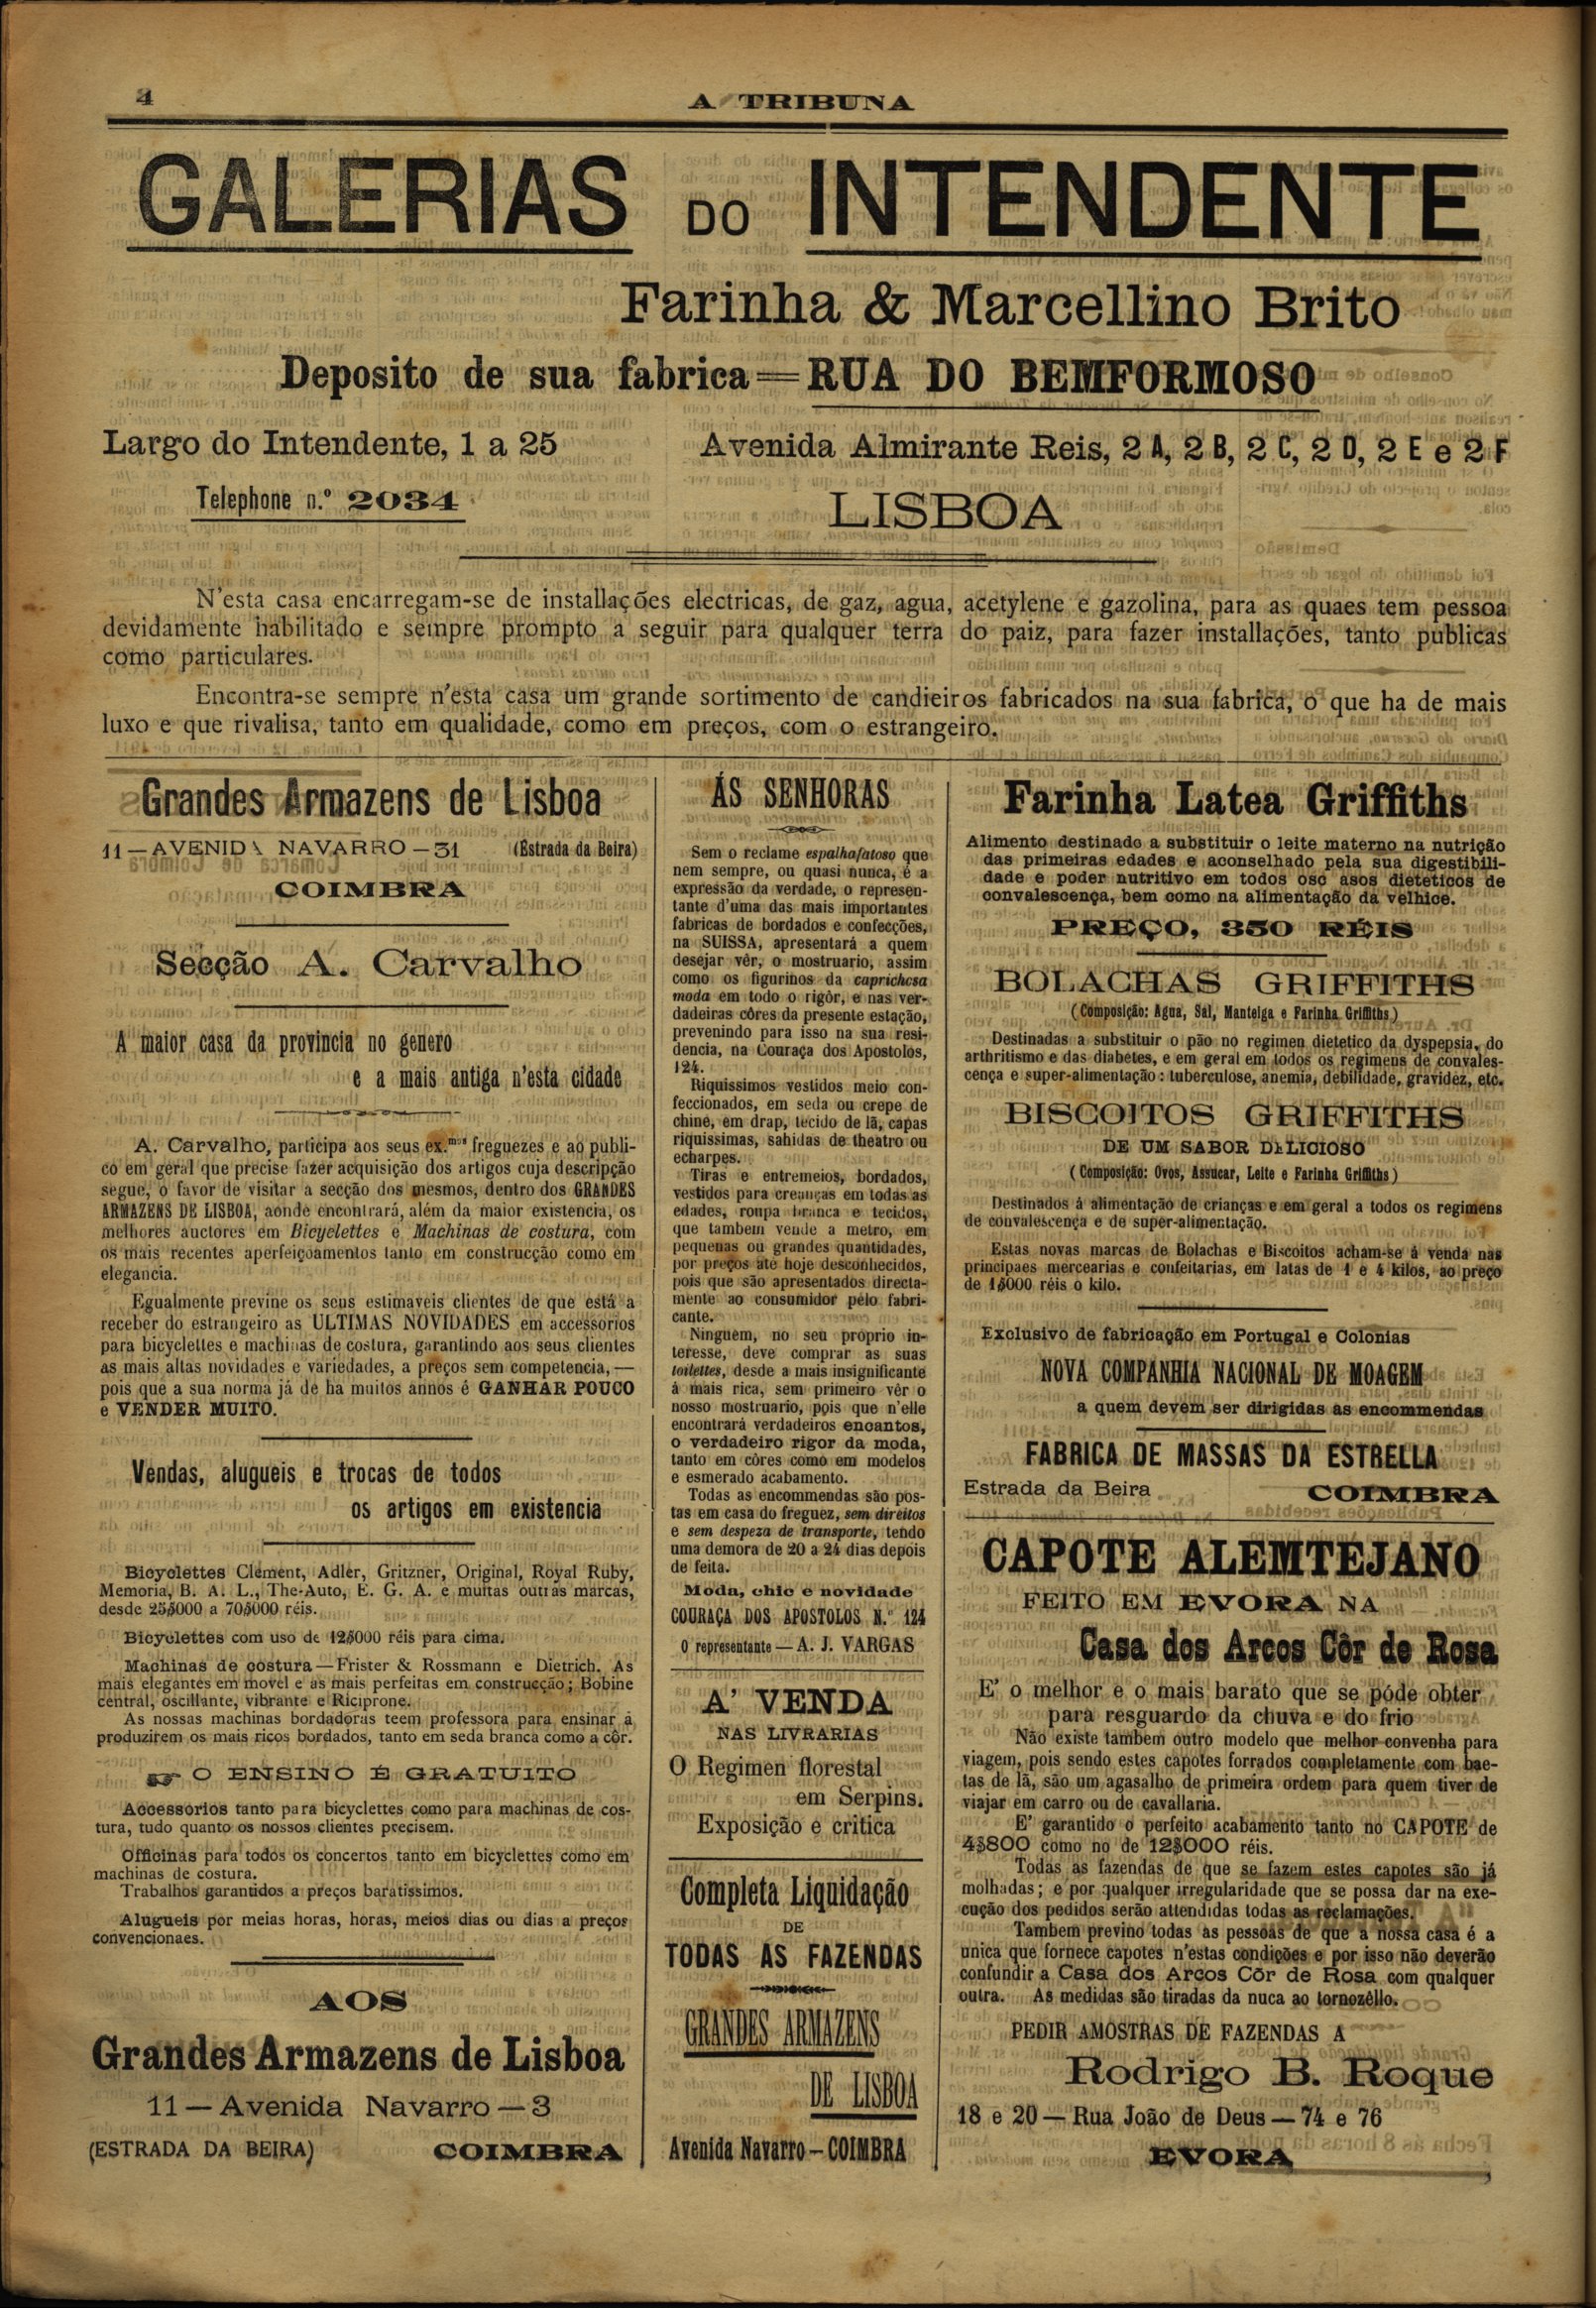 4
A TRIBUNA
GALERIAS DO INTENDENTE
Farinha & Marcellino Brito
Deposito de sua fabrica=RUA DO BEMFORMOSO
Largo do Intendente, 1 a 25
Avenida Almirante Reis, 2 A, 2 B, 2 C, 2 D, 2 E e 2 F
Telephone n.º 2034
LISBOA
N'esta casa encarregam-se de installações electricas, de gaz, agua, acetylene e gazolina, para as quaes tem pessoa
devidamente habilitado e sempre prompto a seguir para qualquer terra do paiz, para fazer installações, tanto publicas
como particulares.
Encontra-se sempre n'esta casa um grande sortimento de candieiros fabricados na sua fabrica, o que ha de mais
luxo e que rivalisa, tanto em qualidade, como em preços, com o estrangeiro.
Grandes Armazens de Lisboa
11—AVENIDA NAVARRO—31 (Estrada da Beira)
COIMBRA
Secção A. Carvalho
A maior casa da provincia no genero
e a mais antiga n'esta cidade
A. Carvalho, participa aos seus ex.mos freguezes e ao publi-
co em geral que precise fazer acquisição dos artigos cuja descripção
segue, o favor de visitar a secção dos mesmos, dentro dos GRANDES
ARMAZENS DE LISBOA, aonde encontrará, além da maior existencia, os
melhores auctores em Bicyclettes e Machinas de costura, com
os mais recentes aperfeiçoamentos tanto em construcção como em
elegancia.
Egualmente previne os seus estimaveis clientes de que está a
receber do estrangeiro as ULTIMAS NOVIDADES em accessorios
para bicyclettes e machinas de costura, garantindo aos seus clientes
as mais altas novidades e variedades, a preços sem competencia,—
pois que a sua norma já de ha muitos annos é GANHAR POUCO
e VENDER MUITO.
Vendas, alugueis e trocas de todos
os artigos em existencia
Bicyclettes Clément, Adler, Gritzner, Original, Royal Ruby,
Memoria, B. A. L., The-Auto, E. G. A. e muitas outras marcas,
desde 25$000 a 70$000 réis.
Bicyclettes com uso de 12$000 réis para cima.
Machinas de costura—Frister & Rossmann e Dietrich. As
mais elegantes em movel e as mais perfeitas em construcção; Bobine
central, oscillante, vibrante e Riciprone.
As nossas machinas bordadoras teem professora para ensinar a
produzirem os mais ricos bordados, tanto em seda branca como a côr.
☞ O ENSINO É GRATUITO
Accessorios tanto para bicyclettes como para machinas de cos-
tura, tudo quanto os nossos clientes precisem.
Officinas para todos os concertos tanto em bicyclettes como em
machinas de costura.
Trabalhos garantidos a preços baratissimos.
Alugueis por meias horas, horas, meios dias ou dias a preços
convencionaes.
AOS
Grandes Armazens de Lisboa
11—Avenida Navarro—3
(ESTRADA DA BEIRA) COIMBRA
ÁS SENHORAS
Sem o reclame espalhafatoso que
nem sempre, ou quasi nunca, é a
expressão da verdade, o represen-
tante d'uma das mais importantes
fabricas de bordados e confecções,
na SUISSA, apresentará a quem
desejar vêr, o mostruario, assim
como os figurinos da caprichosa
moda em todo o rigôr, e nas ver-
dadeiras côres da presente estação,
prevenindo para isso na sua resi-
dencia, na Couraça dos Apostolos,
124.
Riquissimos vestidos meio con-
feccionados, em seda ou crepe de
chine, em drap, tecido de lã, capas
riquissimas, sahidas de theatro ou
echarpes.
Tiras e entremeios, bordados,
vestidos para creanças em todas as
edades, roupa branca e tecidos,
que tambem vende a metro, em
pequenas ou grandes quantidades,
por preços até hoje desconhecidos,
pois que são apresentados directa-
mente ao consumidor pelo fabri-
cante.
Ninguem, no seu proprio in-
teresse, deve comprar as suas
toilettes, desde a mais insignificante
á mais rica, sem primeiro vêr o
nosso mostruario, pois que n'elle
encontrará verdadeiros encantos,
o verdadeiro rigor da moda,
tanto em côres como em modelos
e esmerado acabamento.
Todas as encommendas são pos-
tas em casa do freguez, sem direitos
e sem despeza de transporte, tendo
uma demora de 20 a 24 dias depois
de feita.
Moda, chic e novidade
COURAÇA DOS APOSTOLOS N.º 124
O representante — A. J. VARGAS
A' VENDA
NAS LIVRARIAS
O Regimen florestal
em Serpins.
Exposição e critica
Completa Liquidação
DE
TODAS AS FAZENDAS
GRANDES ARMAZENS
DE LISBOA
Avenida Navarro—COIMBRA
Farinha Latea Griffiths
Alimento destinado a substituir o leite materno na nutrição
das primeiras edades e aconselhado pela sua digestibili-
dade e poder nutritivo em todos osc asos dieteticos de
convalescença, bem como na alimentação da velhice.
PREÇO, 350 RÉIS
BOLACHAS GRIFFITHS
(Composição: Agua, Sal, Manteiga e Farinha Griffiths)
Destinadas a substituir o pão no regimen dietetico da dyspepsia, do
arthritismo e das diabetes, e em geral em todos os regimens de convales-
cença e super-alimentação: tuberculose, anemia, debilidade, gravidez, etc.
BISCOITOS GRIFFITHS
DE UM SABOR DELICIOSO
(Composição: Ovos, Assucar, Leite e Farinha Griffiths)
Destinados á alimentação de crianças e em geral a todos os regimens
de convalescença e de super-alimentação.
Estas novas marcas de Bolachas e Biscoitos acham-se á venda nas
principaes mercearias e confeitarias, em latas de 1 e 4 kilos, ao preço
de 1$000 réis o kilo.
Exclusivo de fabricação em Portugal e Colonias
NOVA COMPANHIA NACIONAL DE MOAGEM
a quem devem ser dirigidas as encommendas
FABRICA DE MASSAS DA ESTRELLA
Estrada da Beira COIMBRA
CAPOTE ALEMTEJANO
FEITO EM EVORA NA
Casa dos Arcos Côr de Rosa
E' o melhor e o mais barato que se póde obter
para resguardo da chuva e do frio
Não existe tambem outro modelo que melhor convenha para
viagem, pois sendo estes capotes forrados completamente com bae-
tas de lã, são um agasalho de primeira ordem para quem tiver de
viajar em carro ou de cavallaria.
E' garantido o perfeito acabamento tanto no CAPOTE de
4$800 como no de 12$000 réis.
Todas as fazendas de que se fazem estes capotes são já
molhadas; e por qualquer irregularidade que se possa dar na exe-
cução dos pedidos serão attendidas todas as reclamações.
Tambem previno todas as pessoas de que a nossa casa é a
unica que fornece capotes n'estas condições e por isso não deverão
confundir a Casa dos Arcos Côr de Rosa com qualquer
outra. As medidas são tiradas da nuca ao tornozêllo.
PEDIR AMOSTRAS DE FAZENDAS A
Rodrigo B. Roque
18 e 20—Rua João de Deus—74 e 76
EVORA